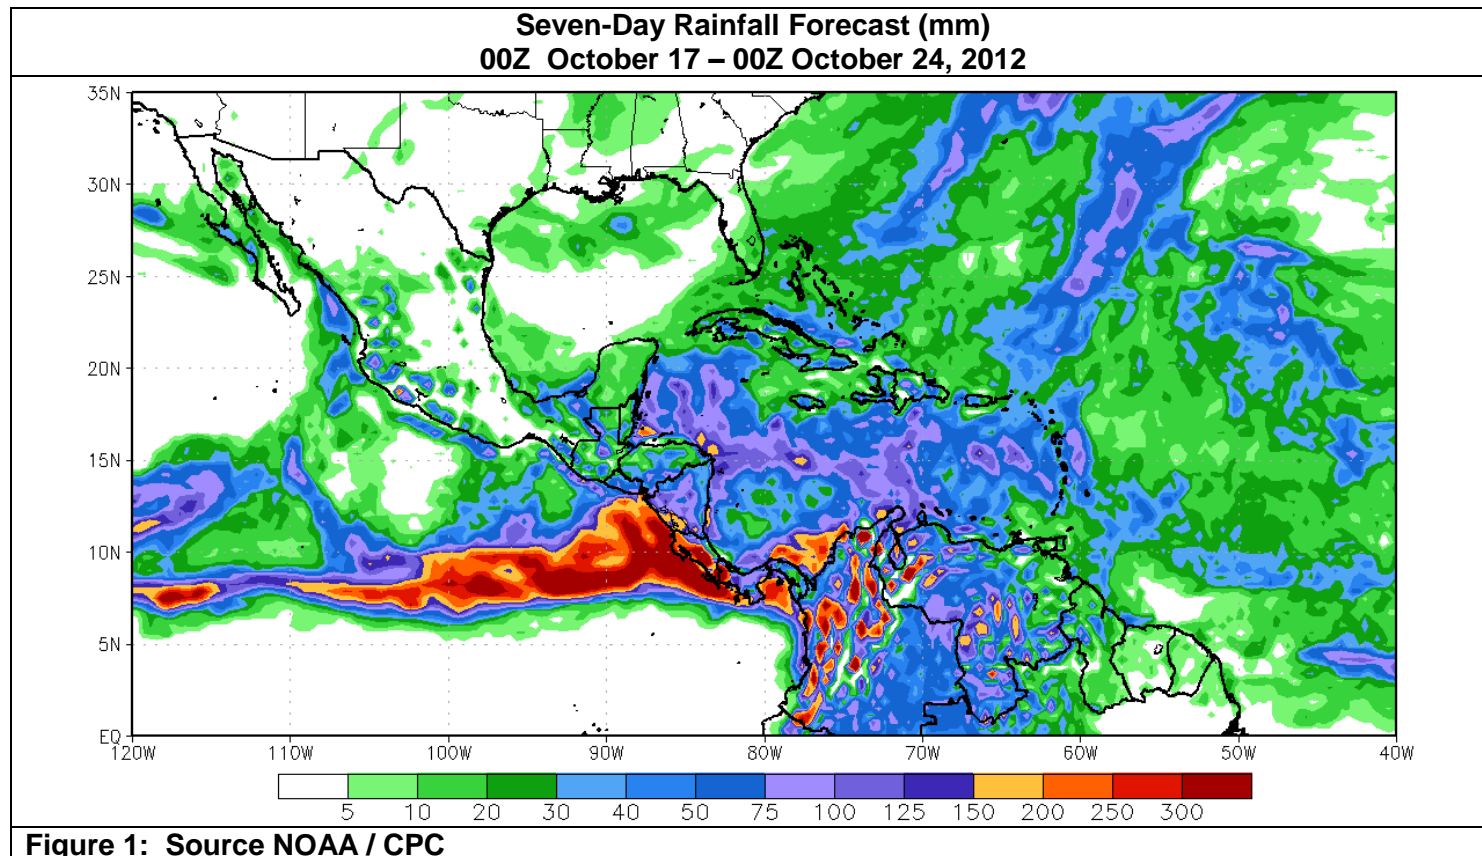 Seven-Day Rainfall Forecast (mm)
00Z  October 17 – 00Z October 24, 2012
35N
30N
25N
20N
15N
10N
5N
EQ
120W 110W 100W 90W 80W 70W 60W 50W 40W
5 10 20 30 40 50 75 100 125 150 200 250 300
Figure 1:  Source NOAA / CPC